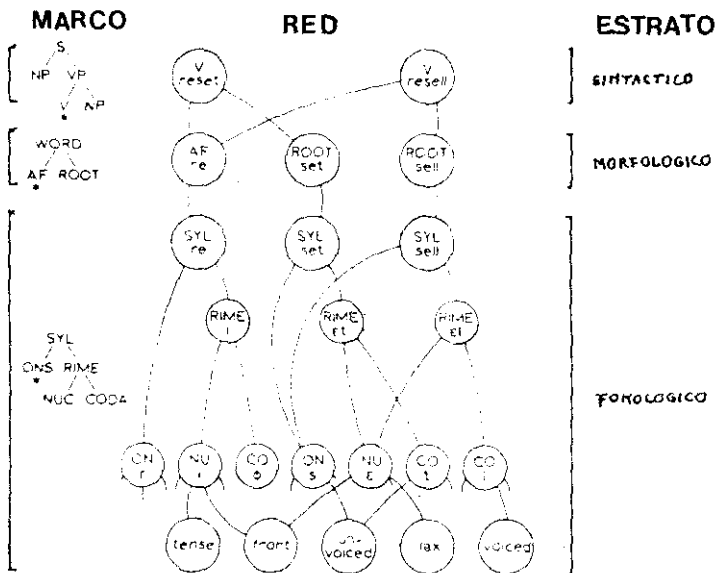 MARCO RED ESTRATO
S
NP VP
V NP
*
V reset
V resell
SINTACTICO
WORD
AF ROOT
*
AF re
ROOT set
ROOT sell
MORFOLOGICO
SYL re
SYL set
SYL sell
RIME
RIME εt
RIME εl
SYL
ONS RIME
*
NUC CODA
FONOLOGICO
ON r
NU
CO
ON s
NU ε
CO t
CO
tense
front
un-voiced
lax
voiced